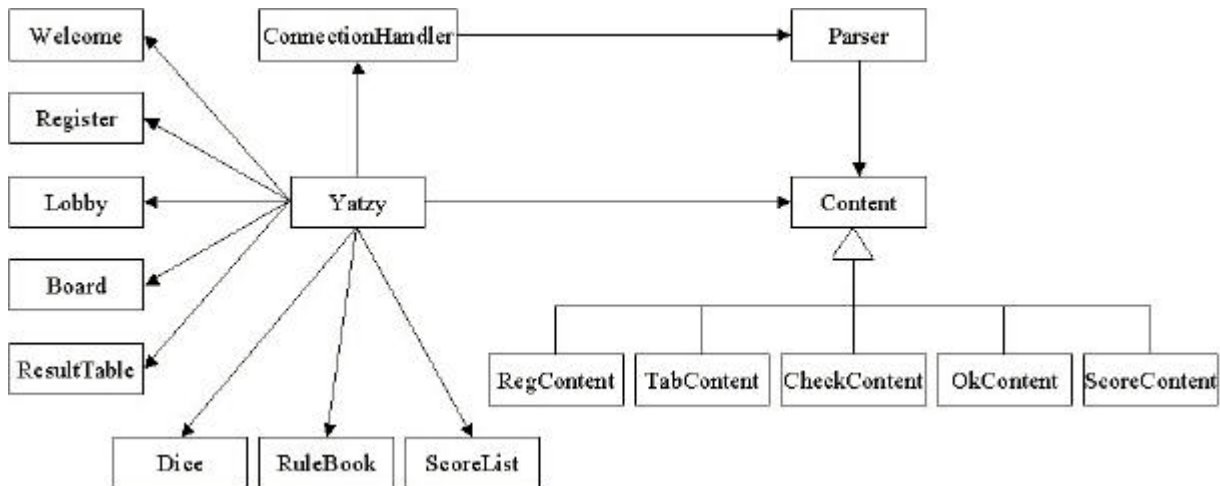 Welcome
ConnectionHandler
Parser
Register
Lobby
Yatzy
Content
Board
ResultTable
RegContent
TabContent
CheckContent
OkContent
ScoreContent
Dice
RuleBook
ScoreList